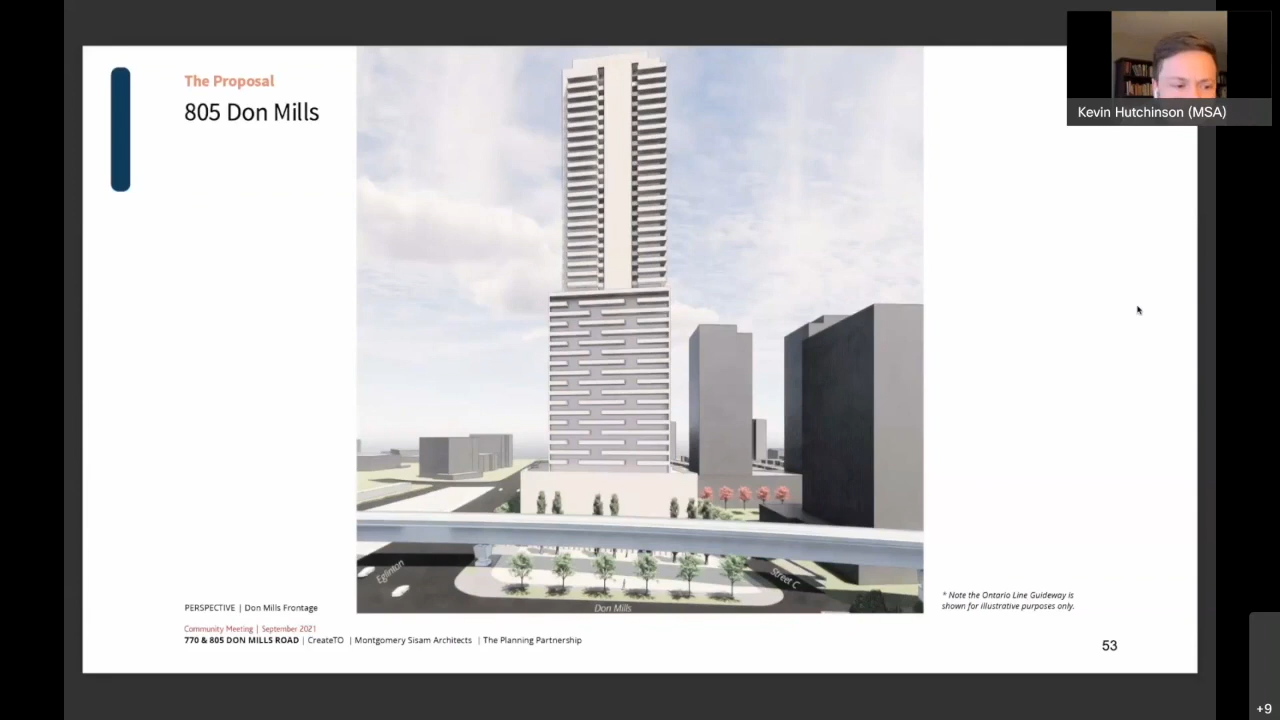 The Proposal
805 Don Mills
Kevin Hutchinson (MSA)
Eglinton
Street C
Don Mills
* Note the Ontario Line Guideway is
shown for illustrative purposes only.
PERSPECTIVE | Don Mills Frontage
Community Meeting | September 2021
770 & 805 DON MILLS ROAD | CreateTO | Montgomery Sisam Architects | The Planning Partnership
53
+9